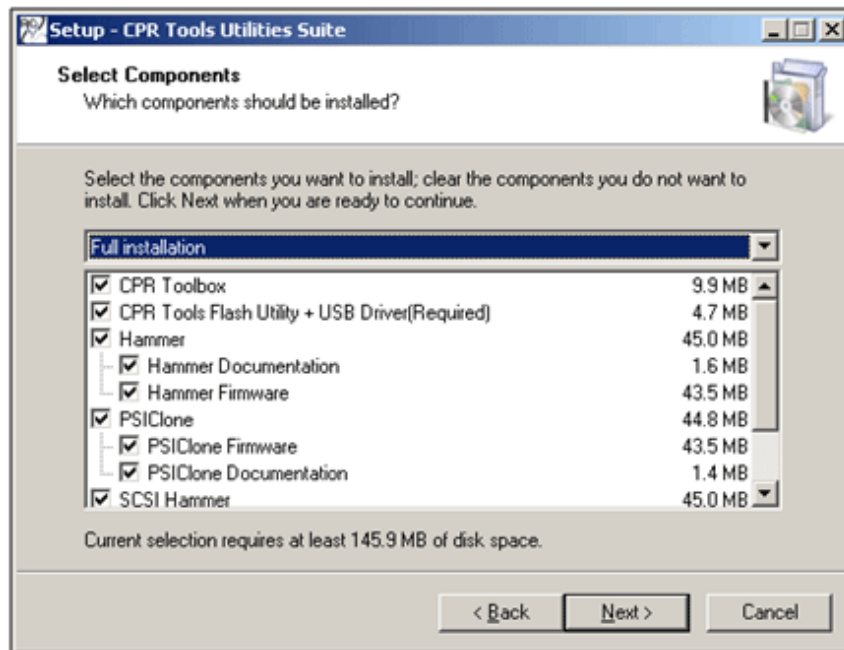 Setup - CPR Tools Utilities Suite
Select Components
Which components should be installed?
Select the components you want to install; clear the components you do not want to
install. Click Next when you are ready to continue.
Full installation
CPR Toolbox 9.9 MB
CPR Tools Flash Utility + USB Driver(Required) 4.7 MB
Hammer 45.0 MB
Hammer Documentation 1.6 MB
Hammer Firmware 43.5 MB
PSIClone 44.8 MB
PSIClone Firmware 43.5 MB
PSIClone Documentation 1.4 MB
SCSI Hammer 45.0 MB
Current selection requires at least 145.9 MB of disk space.
< Back Next > Cancel